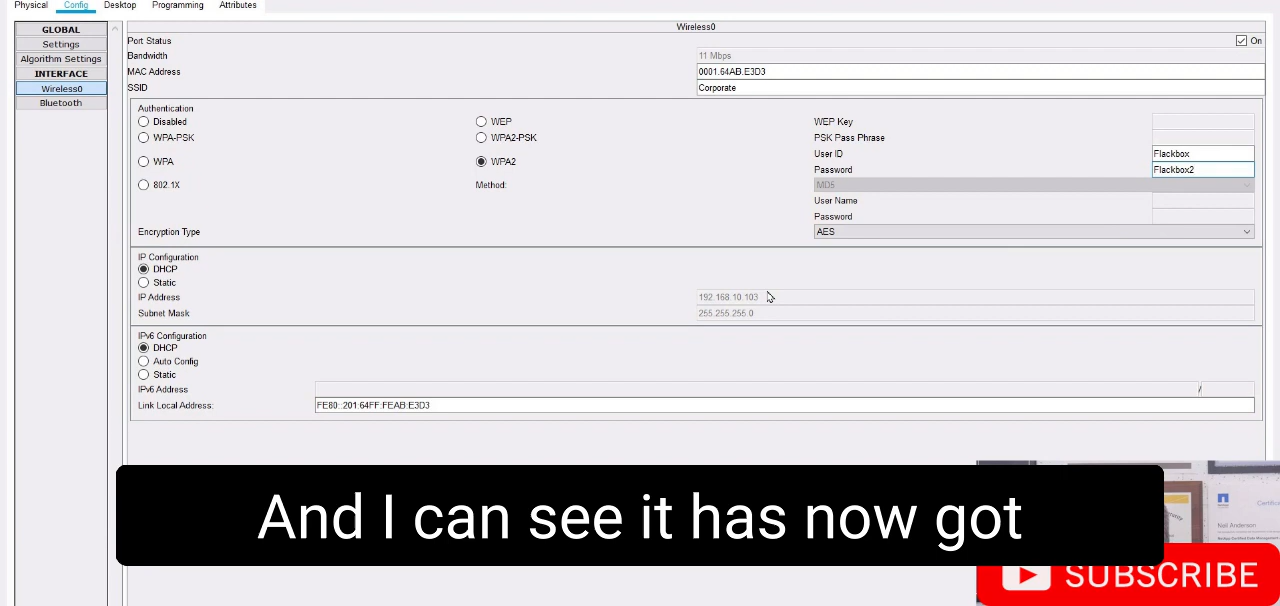 Physical Config Desktop Programming Attributes
GLOBAL
Settings
Algorithm Settings
INTERFACE
Wireless0
Bluetooth
Wireless0
Port Status On
Bandwidth 11 Mbps
MAC Address 0001.64AB.E3D3
SSID Corporate
Authentication
Disabled WEP WEP Key
WPA-PSK WPA2-PSK PSK Pass Phrase
User ID Flackbox
WPA WPA2
Password Flackbox2
802.1X Method: MD5
User Name
Password
Encryption Type AES
IP Configuration
DHCP
Static
IP Address 192.168.10.103
Subnet Mask 255.255.255.0
IPv6 Configuration
DHCP
Auto Config
Static
IPv6 Address /
Link Local Address: FE80::201:64FF:FEAB:E3D3
And I can see it has now got
Neil Anderson
SUBSCRIBE